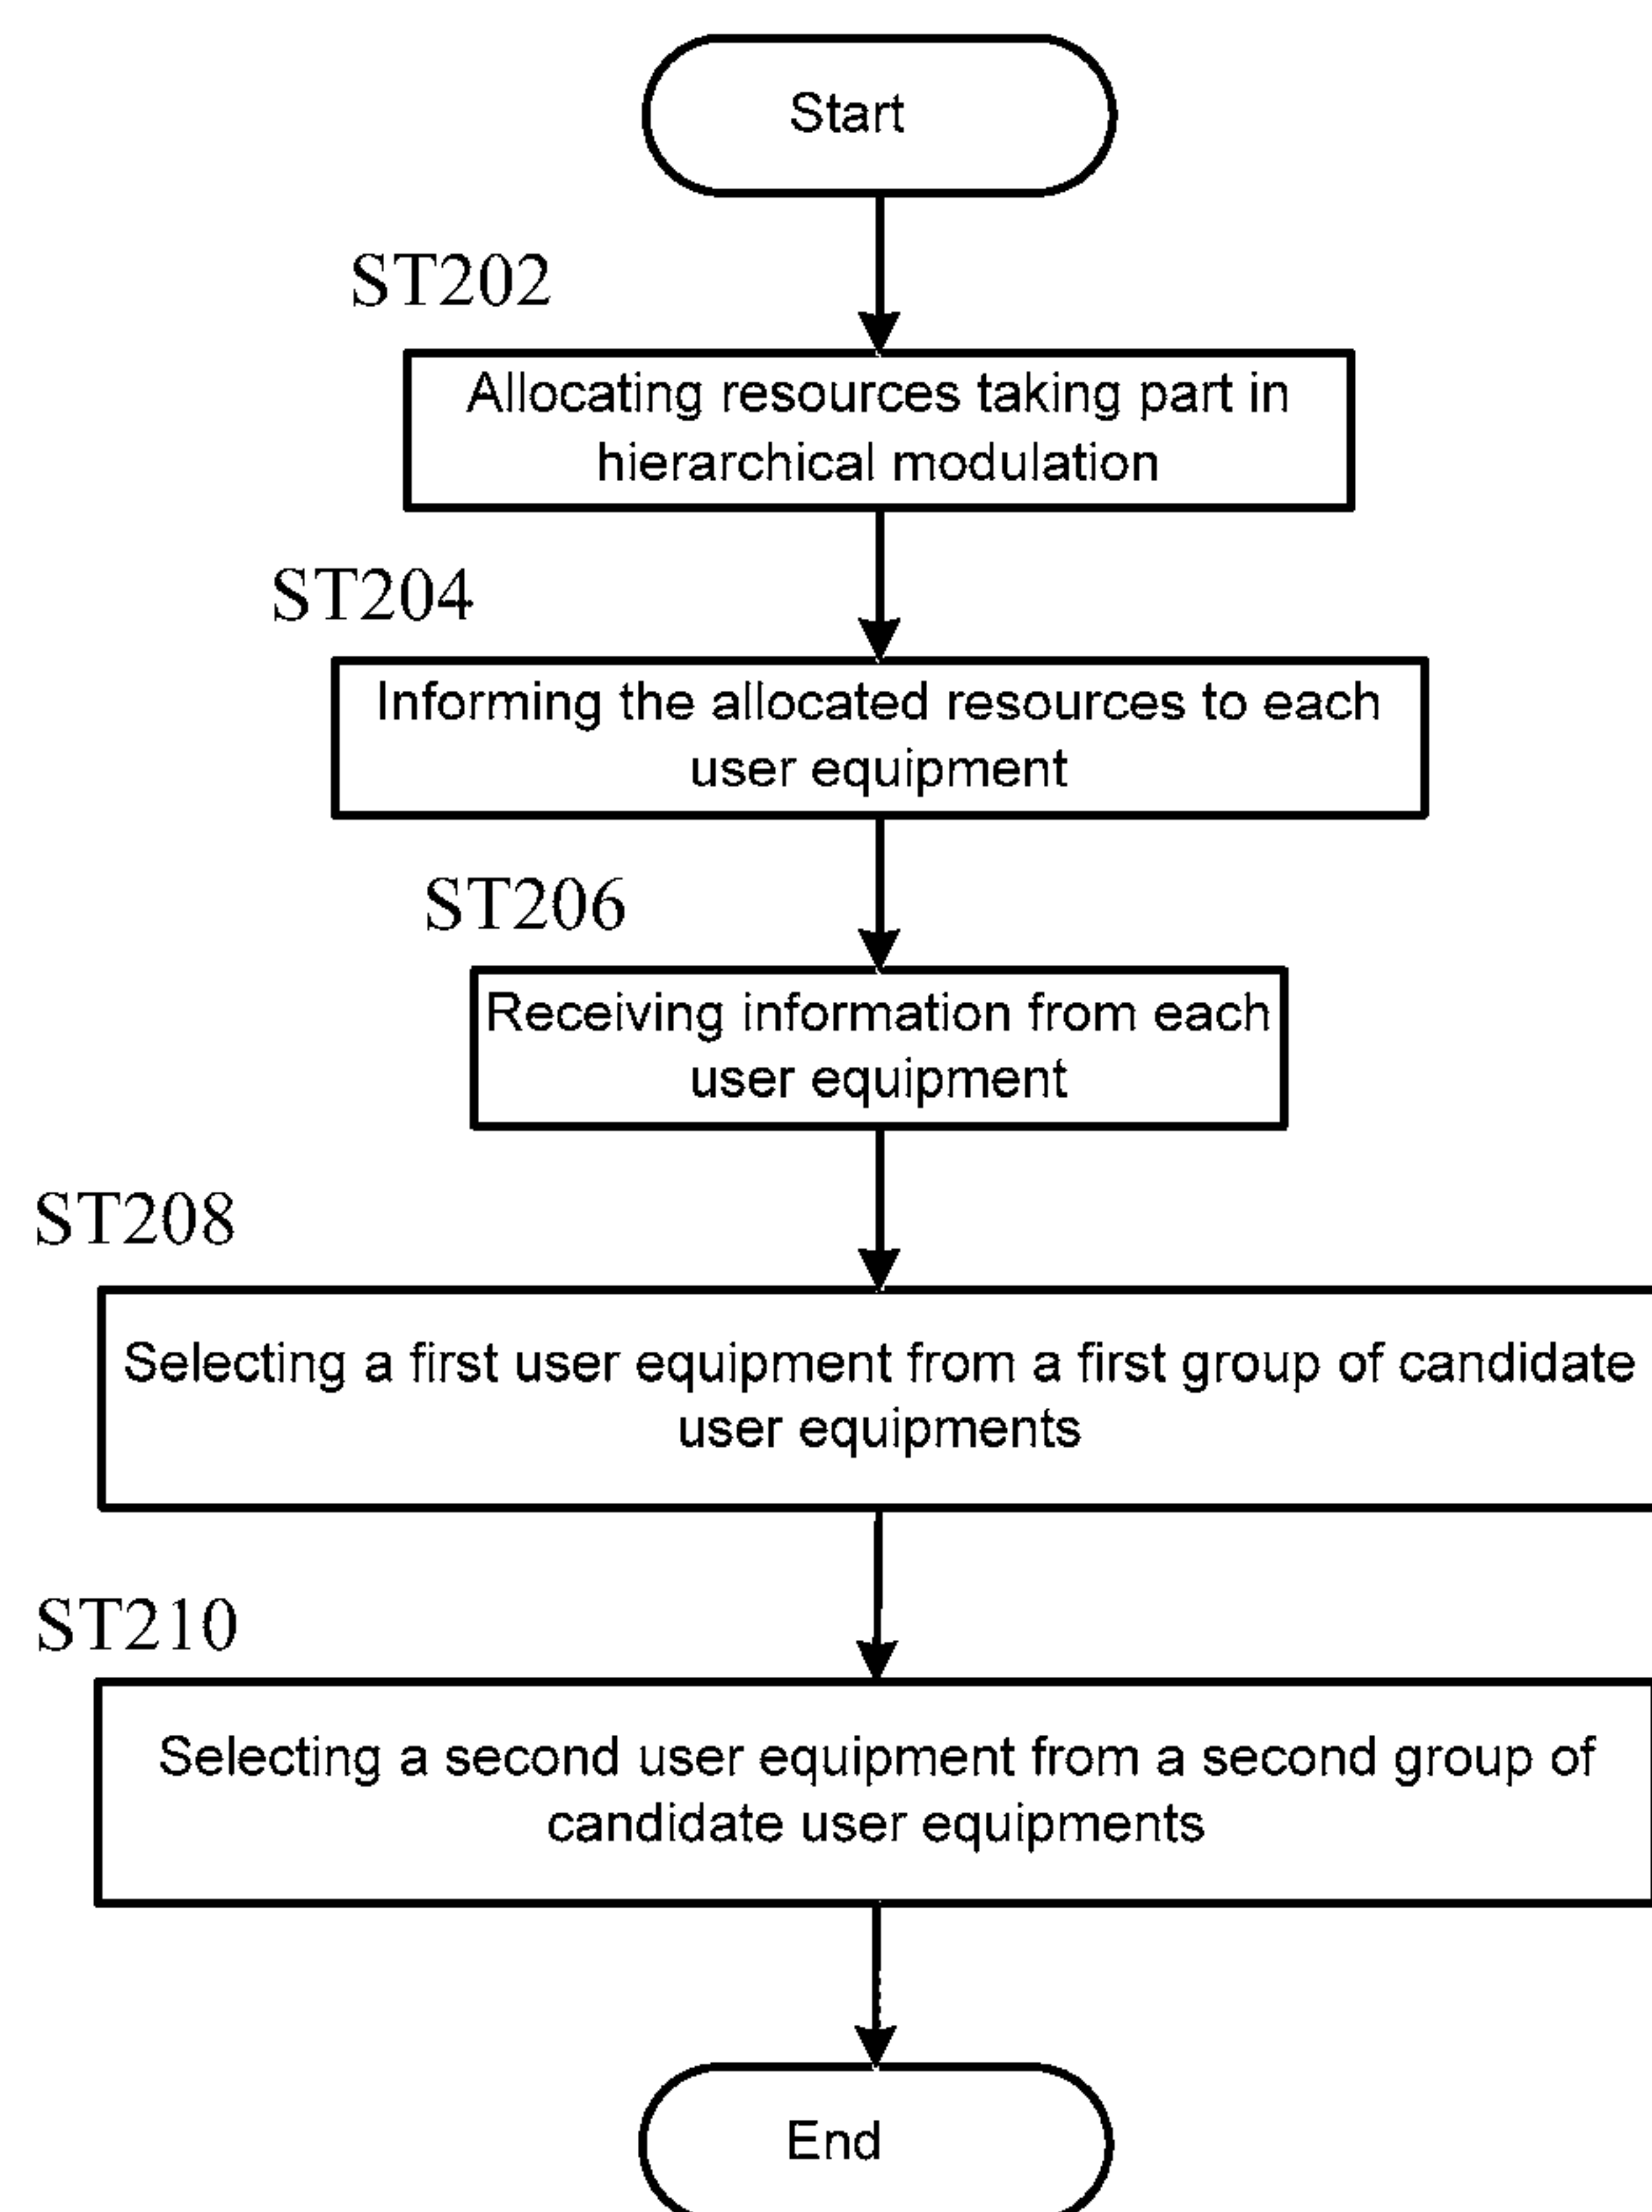 Start
ST202
Allocating resources taking part in
hierarchical modulation
ST204
Informing the allocated resources to each
user equipment
ST206
Receiving information from each
user equipment
ST208
Selecting a first user equipment from a first group of candidate
user equipments
ST210
Selecting a second user equipment from a second group of
candidate user equipments
End